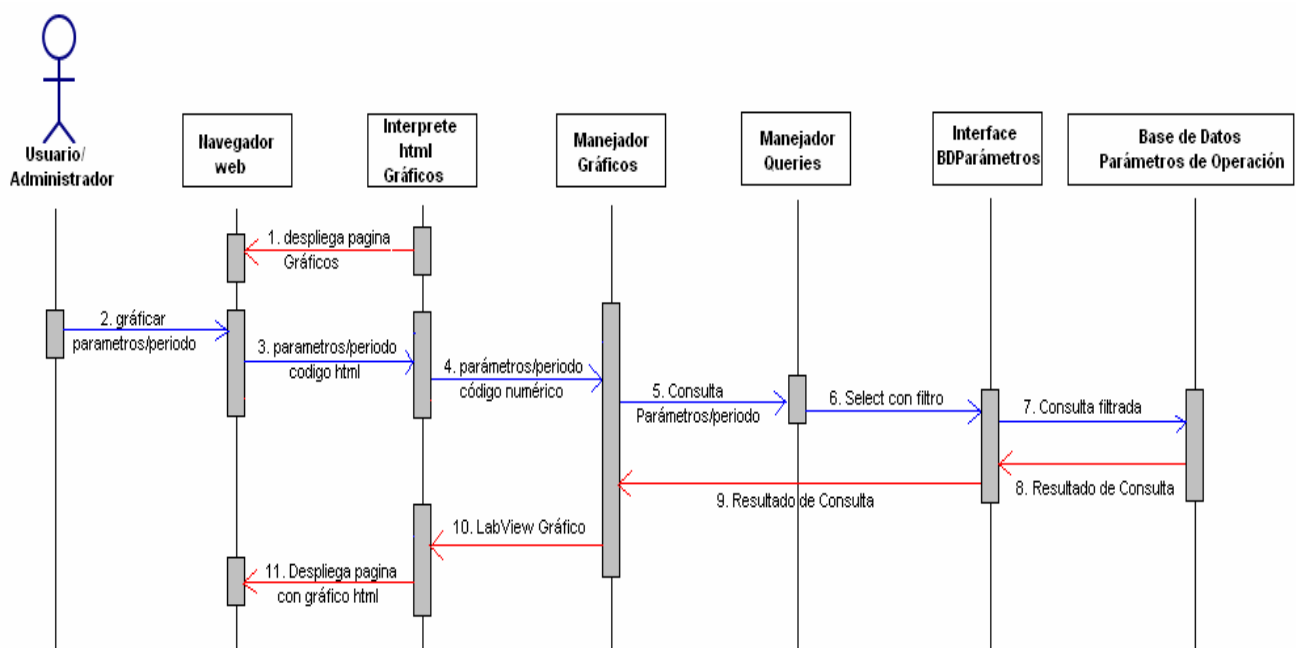 Usuario/
Administrador
Navegador
web
Interprete
html
Gráficos
Manejador
Gráficos
Manejador
Queries
Interface
BDParámetros
Base de Datos
Parámetros de Operación
1. despliega pagina
Gráficos
2. gráficar
parametros/periodo
3. parametros/periodo
codigo html
4. parámetros/periodo
código numérico
5. Consulta
Parámetros/periodo
6. Select con filtro
7. Consulta filtrada
8. Resultado de Consulta
9. Resultado de Consulta
10. LabView Gráfico
11. Despliega pagina
con gráfico html